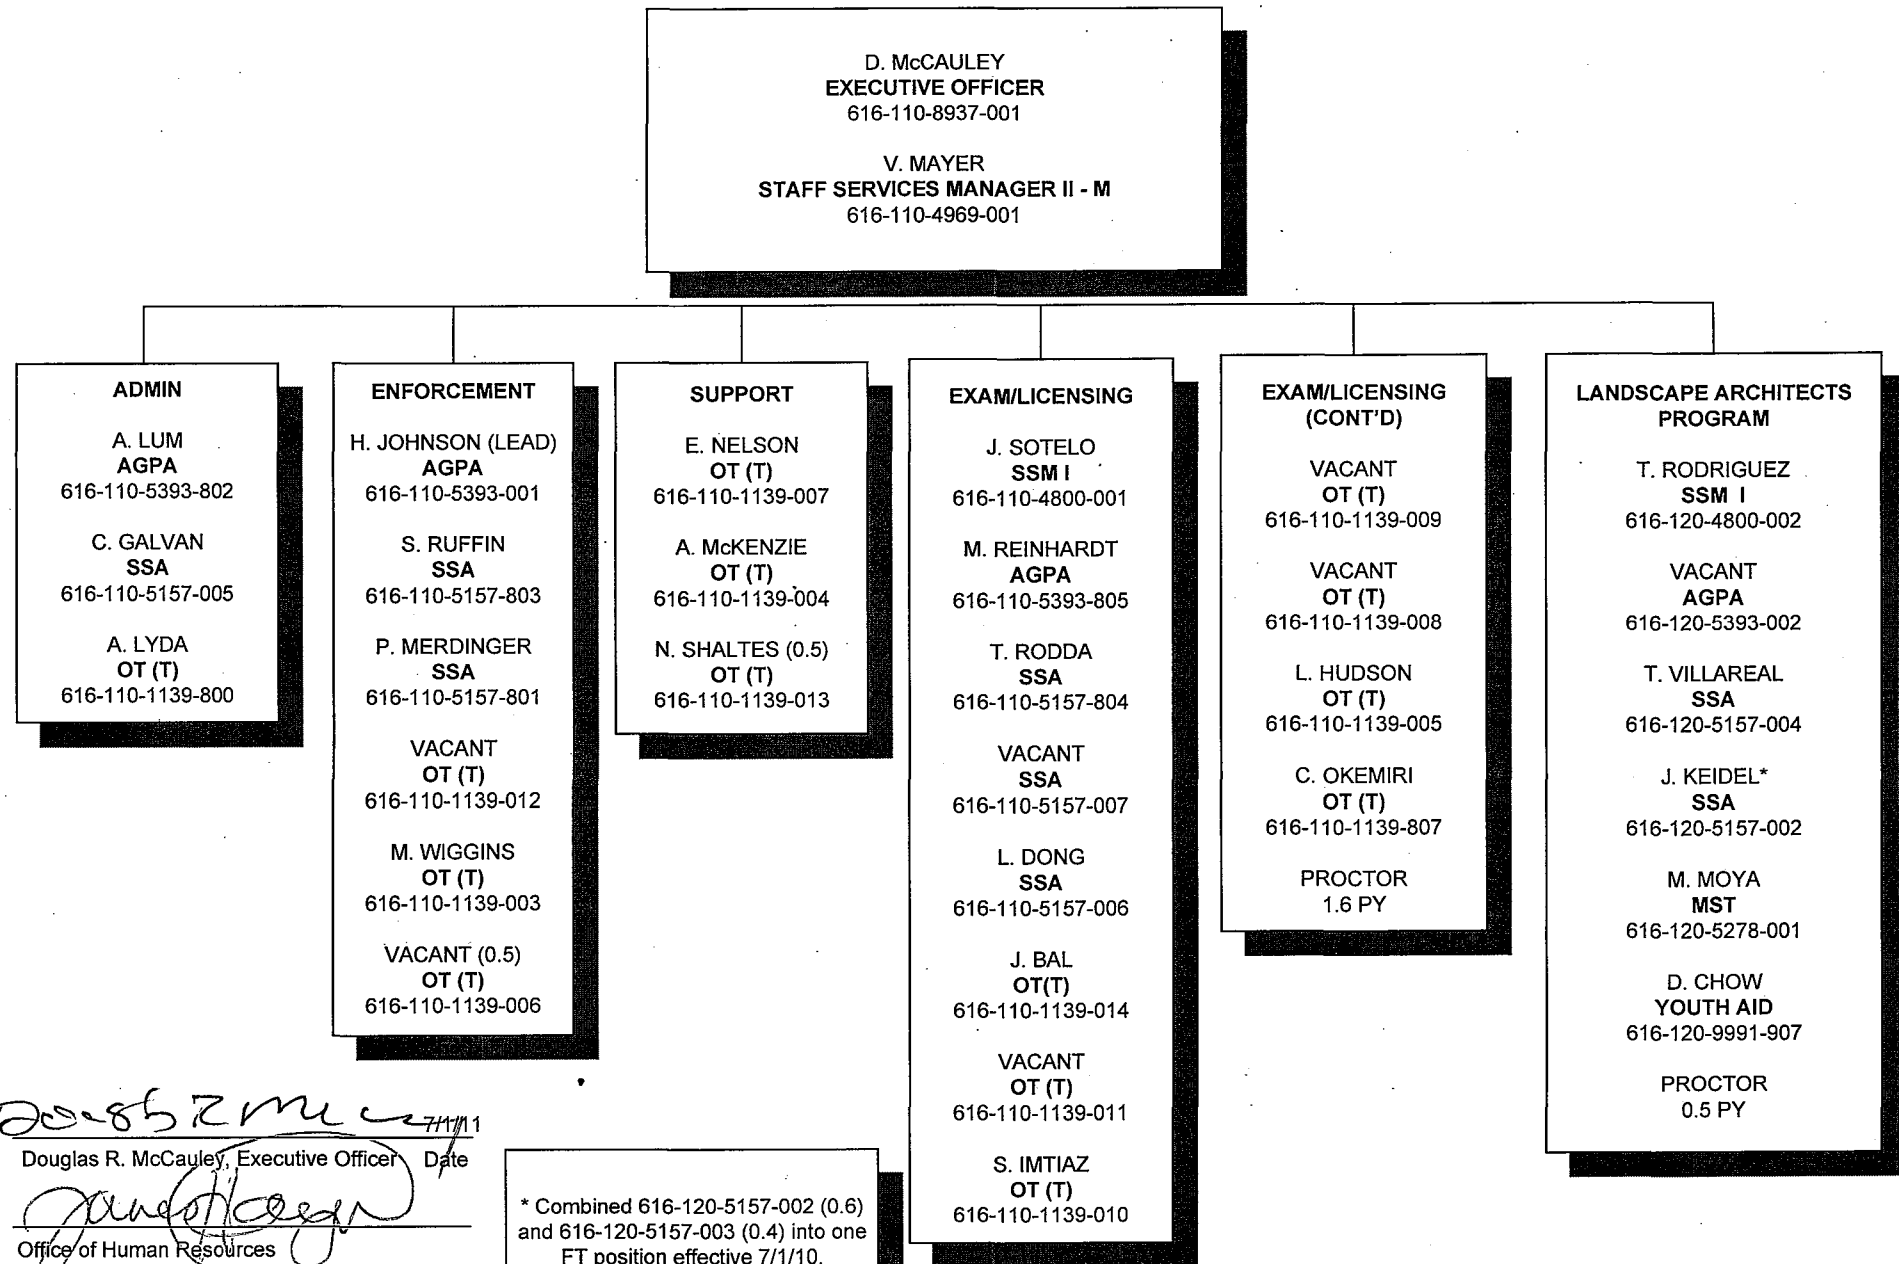 D. McCAULEY
EXECUTIVE OFFICER
616-110-8937-001
V. MAYER
STAFF SERVICES MANAGER II - M
616-110-4969-001
ADMIN
A. LUM
AGPA
616-110-5393-802
C. GALVAN
SSA
616-110-5157-005
A. LYDA
OT (T)
616-110-1139-800
ENFORCEMENT
H. JOHNSON (LEAD)
AGPA
616-110-5393-001
S. RUFFIN
SSA
616-110-5157-803
P. MERDINGER
SSA
616-110-5157-801
VACANT
OT (T)
616-110-1139-012
M. WIGGINS
OT (T)
616-110-1139-003
VACANT (0.5)
OT (T)
616-110-1139-006
SUPPORT
E. NELSON
OT (T)
616-110-1139-007
A. McKENZIE
OT (T)
616-110-1139-004
N. SHALTES (0.5)
OT (T)
616-110-1139-013
EXAM/LICENSING
J. SOTELO
SSM I
616-110-4800-001
M. REINHARDT
AGPA
616-110-5393-805
T. RODDA
SSA
616-110-5157-804
VACANT
SSA
616-110-5157-007
L. DONG
SSA
616-110-5157-006
J. BAL
OT(T)
616-110-1139-014
VACANT
OT (T)
616-110-1139-011
S. IMTIAZ
OT (T)
616-110-1139-010
EXAM/LICENSING
(CONT'D)
VACANT
OT (T)
616-110-1139-009
VACANT
OT (T)
616-110-1139-008
L. HUDSON
OT (T)
616-110-1139-005
C. OKEMIRI
OT (T)
616-110-1139-807
PROCTOR
1.6 PY
LANDSCAPE ARCHITECTS
PROGRAM
T. RODRIGUEZ
SSM I
616-120-4800-002
VACANT
AGPA
616-120-5393-002
T. VILLAREAL
SSA
616-120-5157-004
J. KEIDEL*
SSA
616-120-5157-002
M. MOYA
MST
616-120-5278-001
D. CHOW
YOUTH AID
616-120-9991-907
PROCTOR
0.5 PY
7/1/11
Douglas R. McCauley, Executive Officer Date
Office of Human Resources
* Combined 616-120-5157-002 (0.6)
and 616-120-5157-003 (0.4) into one
FT position effective 7/1/10.